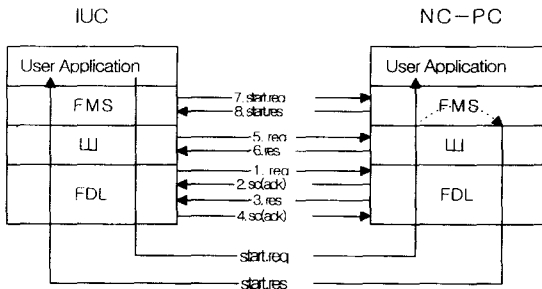 IUC
NC-PC
User Application
User Application
FMS
7.start.req
8.start.res
FMS
LLI
5. req
6.res
LLI
FDL
1. req
2.sc(ack)
3. res
4.sc(ack)
FDL
start.req
start.res